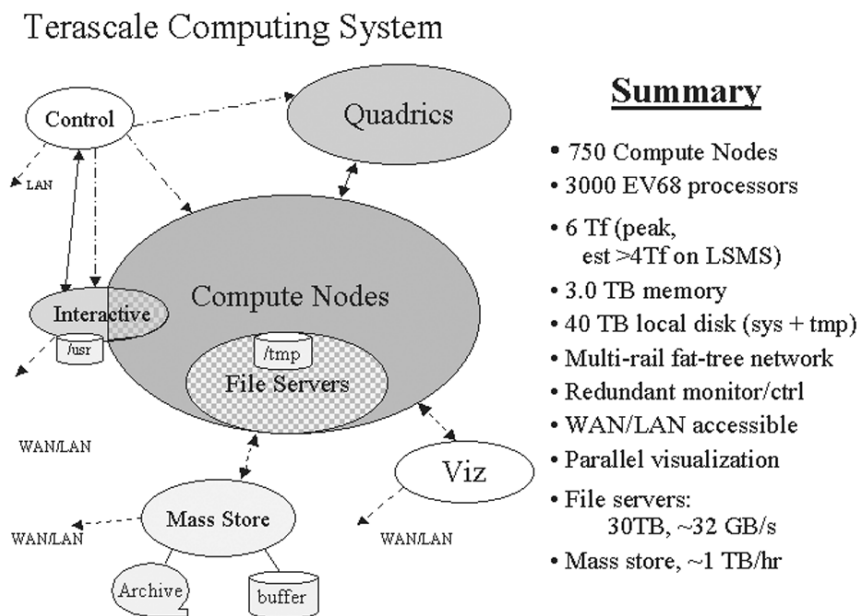 Terascale Computing System
Control
Quadrics
LAN
Compute Nodes
Interactive
/usr
/tmp
File Servers
WAN/LAN
Viz
Mass Store
WAN/LAN
WAN/LAN
Archive
buffer
Summary
• 750 Compute Nodes
• 3000 EV68 processors
• 6 Tf (peak,
est >4Tf on LSMS)
• 3.0 TB memory
• 40 TB local disk (sys + tmp)
• Multi-rail fat-tree network
• Redundant monitor/ctrl
• WAN/LAN accessible
• Parallel visualization
• File servers:
30TB, ~32 GB/s
• Mass store, ~1 TB/hr